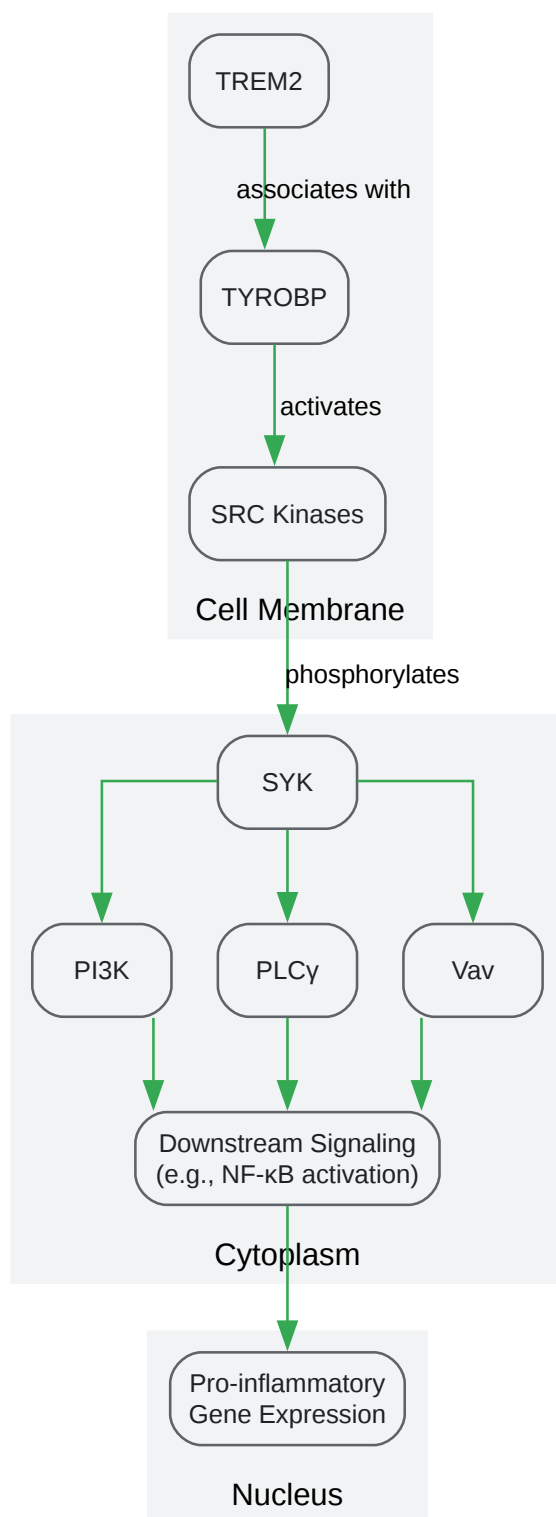 TREM2
associates with
TYROBP
activates
SRC Kinases
Cell Membrane
phosphorylates
SYK
PI3K
PLCγ
Vav
Downstream Signaling
(e.g., NF-κB activation)
Cytoplasm
Pro-inflammatory
Gene Expression
Nucleus